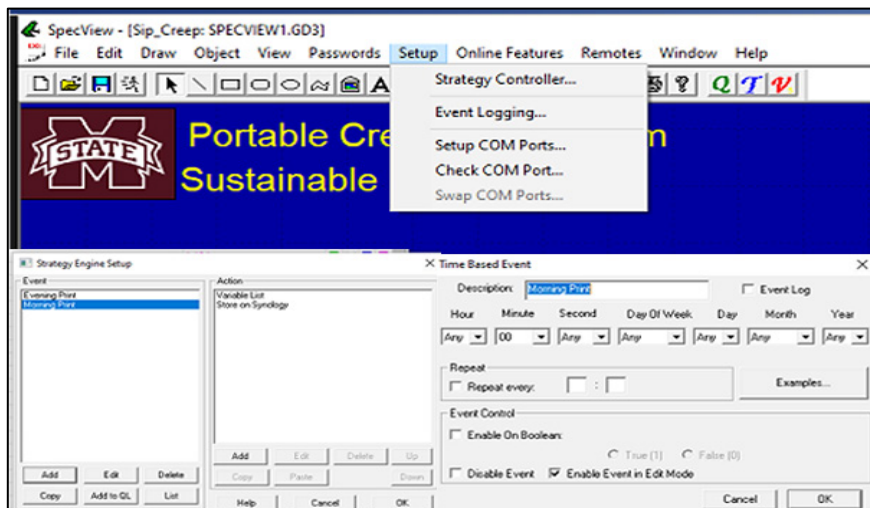 SpecView - [Sip_Creep: SPECVIEW1.GD3]
File Edit Draw Object View Passwords Setup Online Features Remotes Window Help
A
Q T V
Strategy Controller...
Event Logging...
Setup COM Ports...
Check COM Port...
Swap COM Ports...
STATE
M
Portable Cre m
Sustainable
Strategy Engine Setup
Event
Evening Print
Morning Print
Add Edit Delete
Copy Add to QL List
Action
Variable List
Store on Synology
Add Edit Delete Up
Copy Paste Down
Help Cancel OK
Time Based Event
Description: Morning Print Event Log
Hour Minute Second Day Of Week Day Month Year
Any 00 Any Any Any Any Any
Repeat
Repeat every: : Examples...
Event Control
Enable On Boolean:
True (1) False (0)
Disable Event Enable Event in Edit Mode
Cancel OK